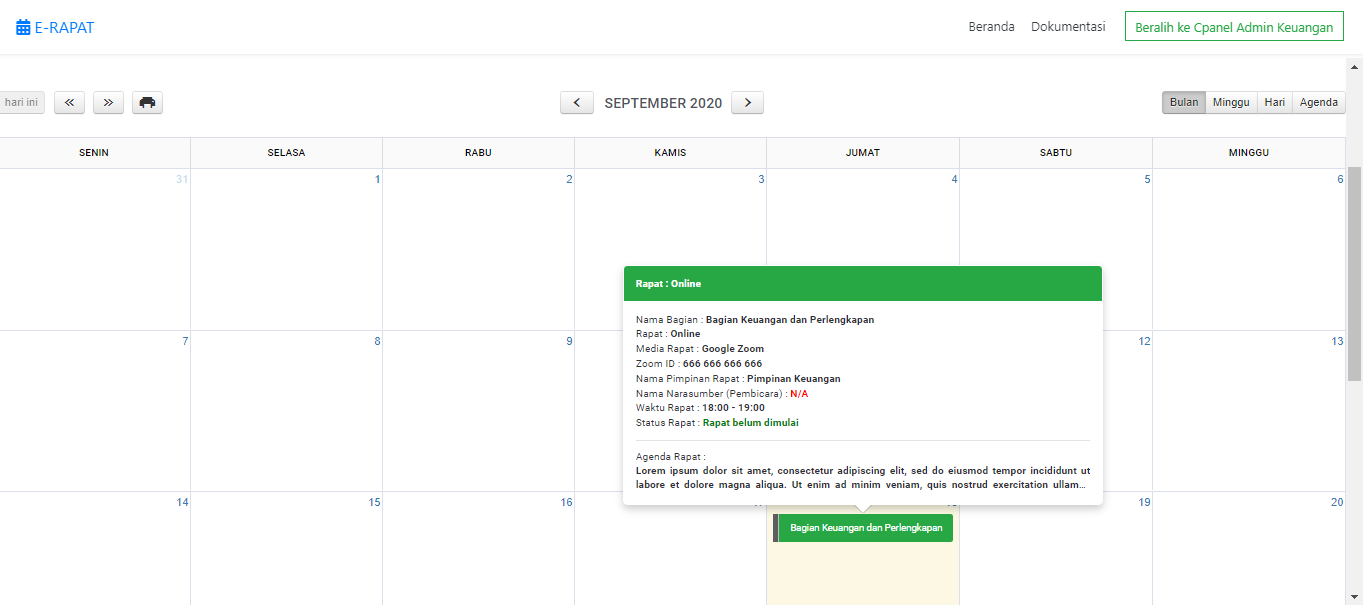 E-RAPAT
Beranda Dokumentasi Beralih ke Cpanel Admin Keuangan
hari ini SEPTEMBER 2020 Bulan Minggu Hari Agenda
SENIN SELASA RABU KAMIS JUMAT SABTU MINGGU
31 1 2 3 4 5 6
Rapat : Online
Nama Bagian : Bagian Keuangan dan Perlengkapan
Rapat : Online
7 8 9 12 13
Media Rapat : Google Zoom
Zoom ID : 666 666 666 666
Nama Pimpinan Rapat : Pimpinan Keuangan
Nama Narasumber (Pembicara) : N/A
Waktu Rapat : 18:00 - 19:00
Status Rapat : Rapat belum dimulai
Agenda Rapat :
Lorem ipsum dolor sit amet, consectetur adipiscing elit, sed do eiusmod tempor incididunt ut
labore et dolore magna aliqua. Ut enim ad minim veniam, quis nostrud exercitation ullam...
14 15 16 19 20
Bagian Keuangan dan Perlengkapan